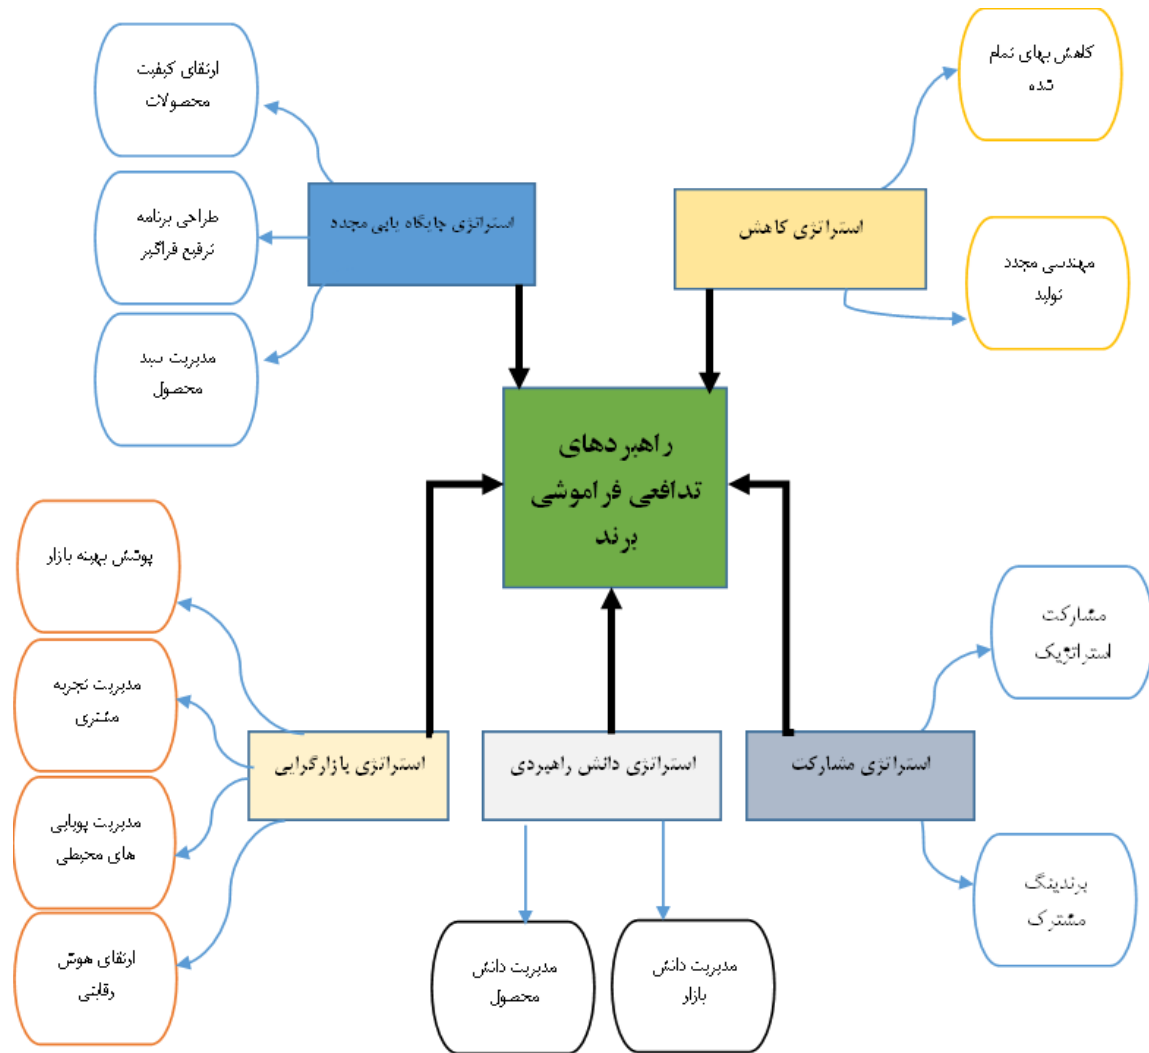 کاهش بهای تمام
شده
ارتقای کیفیت
محصولات
استراتژی کاهش
استراتژی جایگاه یابی مجدد
طراحی برنامه
ترفیع فراگیر
مهندسی مجدد
تولید
مدیریت سبد
محصول
راهبردهای
تدافعی فراموشی
برند
پوشش بهینه بازار
مشارکت
استراتژیک
مدیریت تجربه
مشتری
استراتژی مشارکت
استراتژی دانش راهبردی
استراتژی بازارگرایی
مدیریت پویایی
های محیطی
برندینگ
مشترک
ارتقای هوش
رقابتی
مدیریت دانش
بازار
مدیریت دانش
محصول